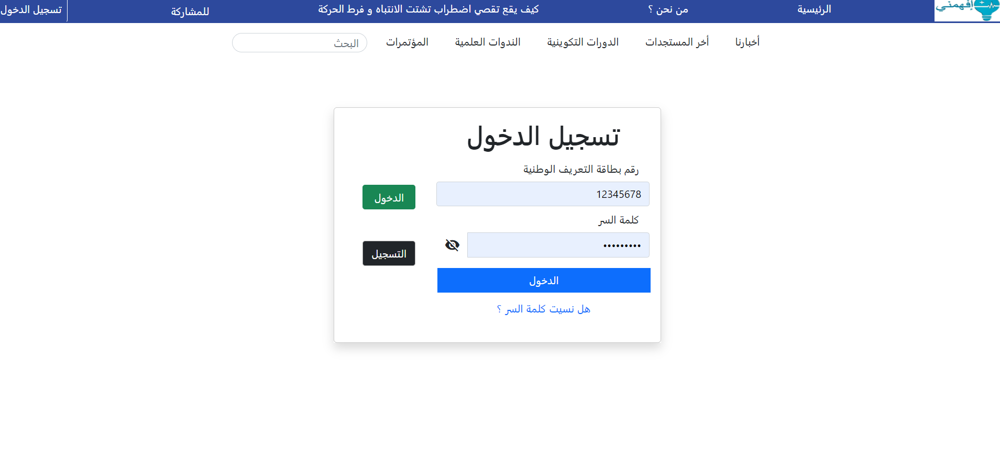 إفهمني
الرئيسية
من نحن ؟
كيف يقع تقصي اضطراب تشتت الانتباه و فرط الحركة
للمشاركة
تسجيل الدخول
أخبارنا
أخر المستجدات
الدورات التكوينية
الندوات العلمية
المؤتمرات
البحث
تسجيل الدخول
رقم بطاقة التعريف الوطنية
12345678
الدخول
كلمة السر
•••••••••
التسجيل
الدخول
هل نسيت كلمة السر ؟